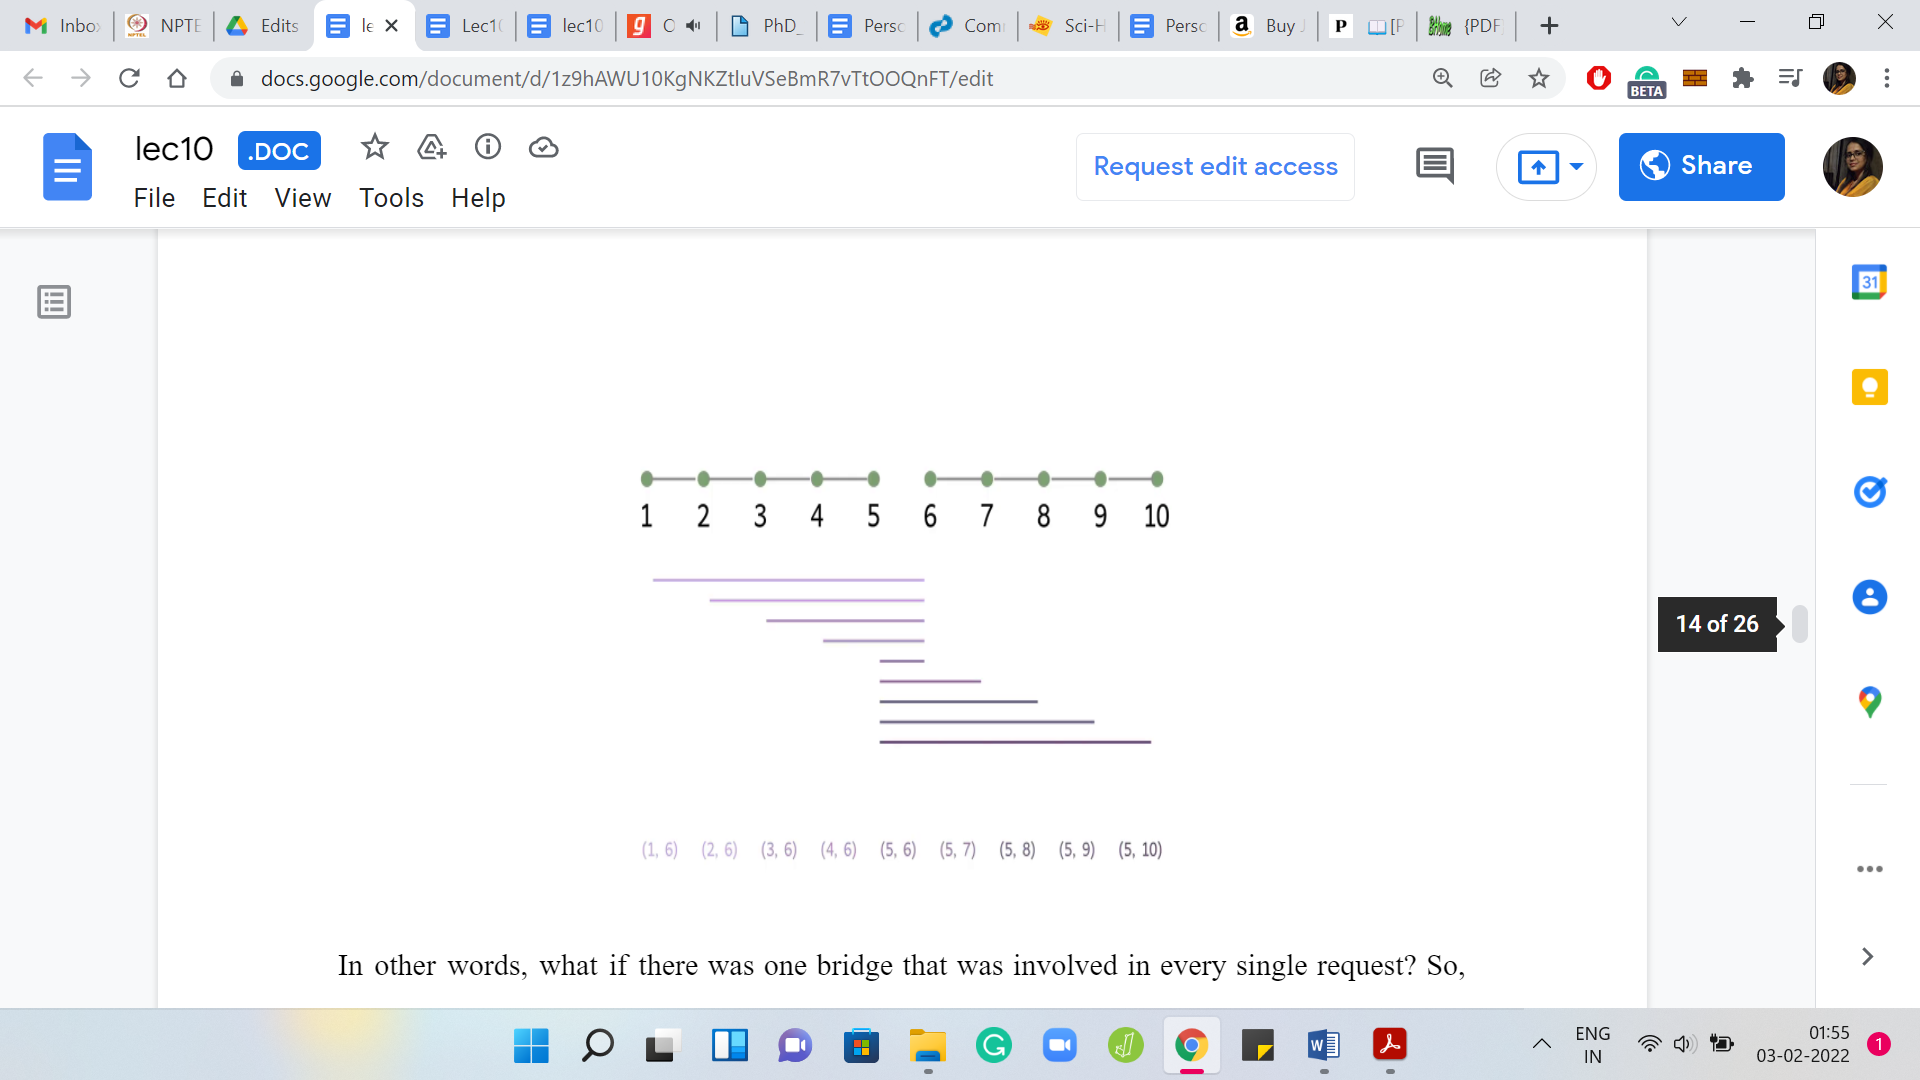 Inbo NPTE Edits le Lec1 lec10 O PhD_ Perso Com Sci-H Perso Buy J [P {PDF
docs.google.com/document/d/1z9hAWU10KgNKZtluVSeBmR7vTtOOQnFT/edit
BETA
lec10 .DOC
Request edit access
Share
File Edit View Tools Help
31
1 2 3 4 5 6 7 8 9 10
14 of 26
(1, 6) (2, 6) (3, 6) (4, 6) (5, 6) (5, 7) (5, 8) (5, 9) (5, 10)
In other words, what if there was one bridge that was involved in every single request? So,
ENG
IN
01:55
03-02-2022
1